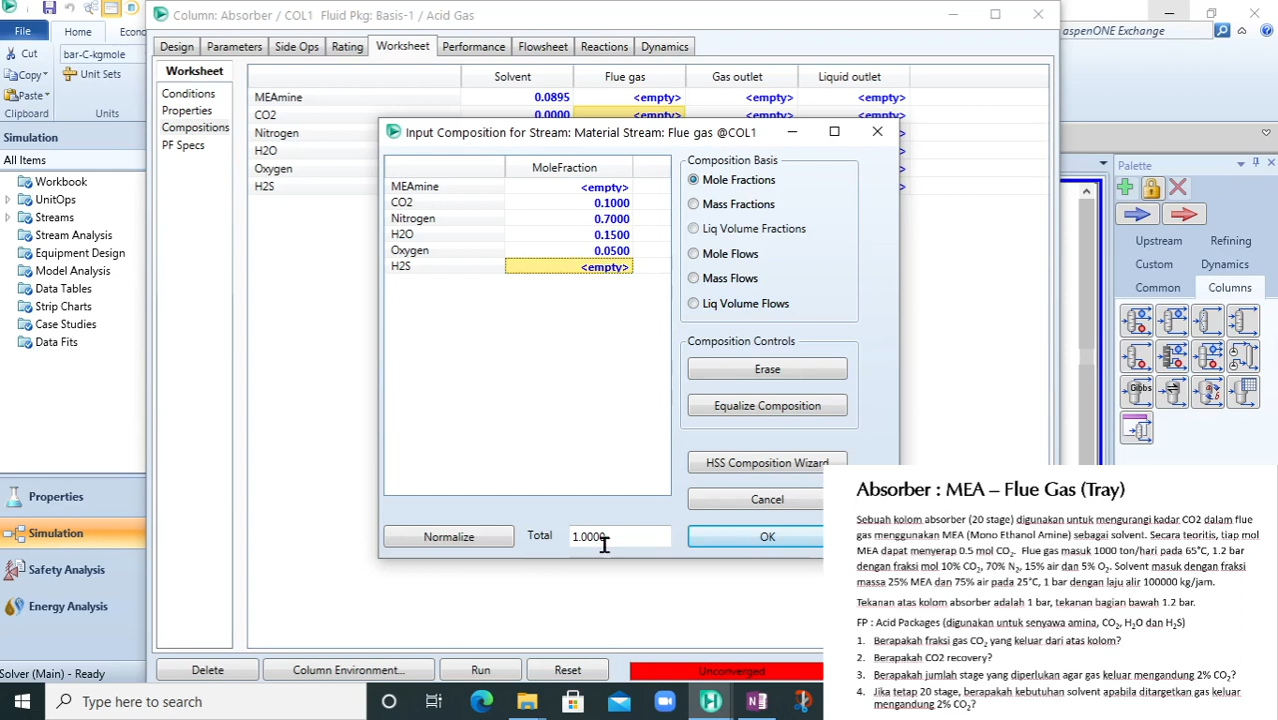 Column: Absorber / COL1 Fluid Pkg: Basis-1 / Acid Gas
File
Home
Econo
aspenONE Exchange
Design
Parameters
Side Ops
Rating
Worksheet
Performance
Flowsheet
Reactions
Dynamics
Cut
Copy
Paste
Clipboard
bar-C-kgmole
Unit Sets
Units
Simulation
All Items
Workbook
UnitOps
Streams
Stream Analysis
Equipment Design
Model Analysis
Data Tables
Strip Charts
Case Studies
Data Fits
Properties
Simulation
Safety Analysis
Energy Analysis
Solver (Main) - Ready
Worksheet
Conditions
Properties
Compositions
PF Specs
Solvent Flue gas Gas outlet Liquid outlet
MEAmine 0.0895 <empty> <empty> <empty>
CO2 0.0000 <empty> <empty>
Nitrogen
H2O
Oxygen
H2S
Input Composition for Stream: Material Stream: Flue gas @COL1
MoleFraction
MEAmine <empty>
CO2 0.1000
Nitrogen 0.7000
H2O 0.1500
Oxygen 0.0500
H2S <empty>
Composition Basis
Mole Fractions
Mass Fractions
Liq Volume Fractions
Mole Flows
Mass Flows
Liq Volume Flows
Composition Controls
Erase
Equalize Composition
HSS Composition Wizard
Cancel
Normalize
Total 1.0000
OK
Delete
Column Environment...
Run
Reset
Unconverged
Palette
Upstream
Refining
Custom
Dynamics
Common
Columns
Gibbs
Absorber : MEA – Flue Gas (Tray)
Sebuah kolom absorber (20 stage) digunakan untuk mengurangi kadar CO2 dalam flue
gas menggunakan MEA (Mono Ethanol Amine) sebagai solvent. Secara teoritis, tiap mol
MEA dapat menyerap 0.5 mol CO₂. Flue gas masuk 1000 ton/hari pada 65°C, 1.2 bar
dengan fraksi mol 10% CO₂, 70% N₂, 15% air dan 5% O₂. Solvent masuk dengan fraksi
massa 25% MEA dan 75% air pada 25°C, 1 bar dengan laju alir 100000 kg/jam.
Tekanan atas kolom absorber adalah 1 bar, tekanan bagian bawah 1.2 bar.
FP : Acid Packages (digunakan untuk senyawa amina, CO₂, H₂O dan H₂S)
1. Berapakah fraksi gas CO₂ yang keluar dari atas kolom?
2. Berapakah CO2 recovery?
3. Berapakah jumlah stage yang diperlukan agar gas keluar mengandung 2% CO₂?
4. Jika tetap 20 stage, berapakah kebutuhan solvent apabila ditargetkan gas keluar
mengandung 2% CO₂?
Type here to search